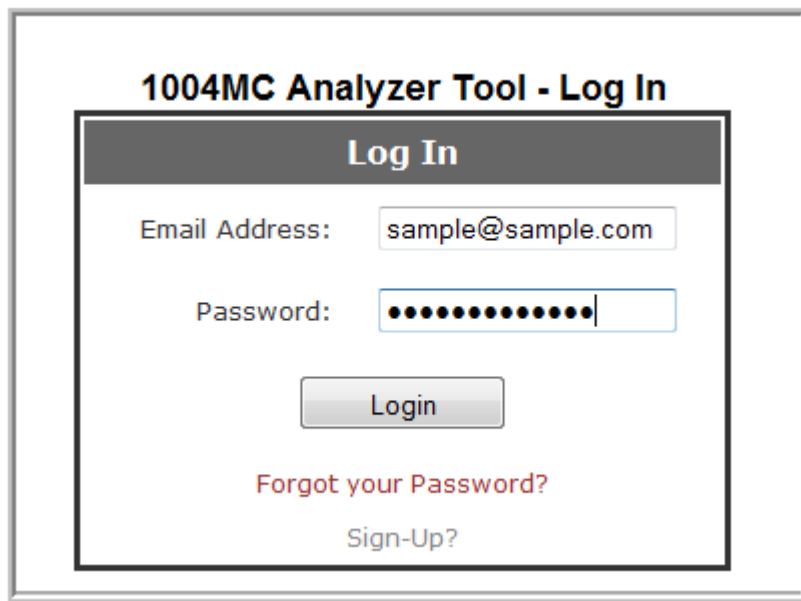 1004MC Analyzer Tool - Log In
Log In
Email Address: sample@sample.com
Password: •••••••••••••
Login
Forgot your Password?
Sign-Up?